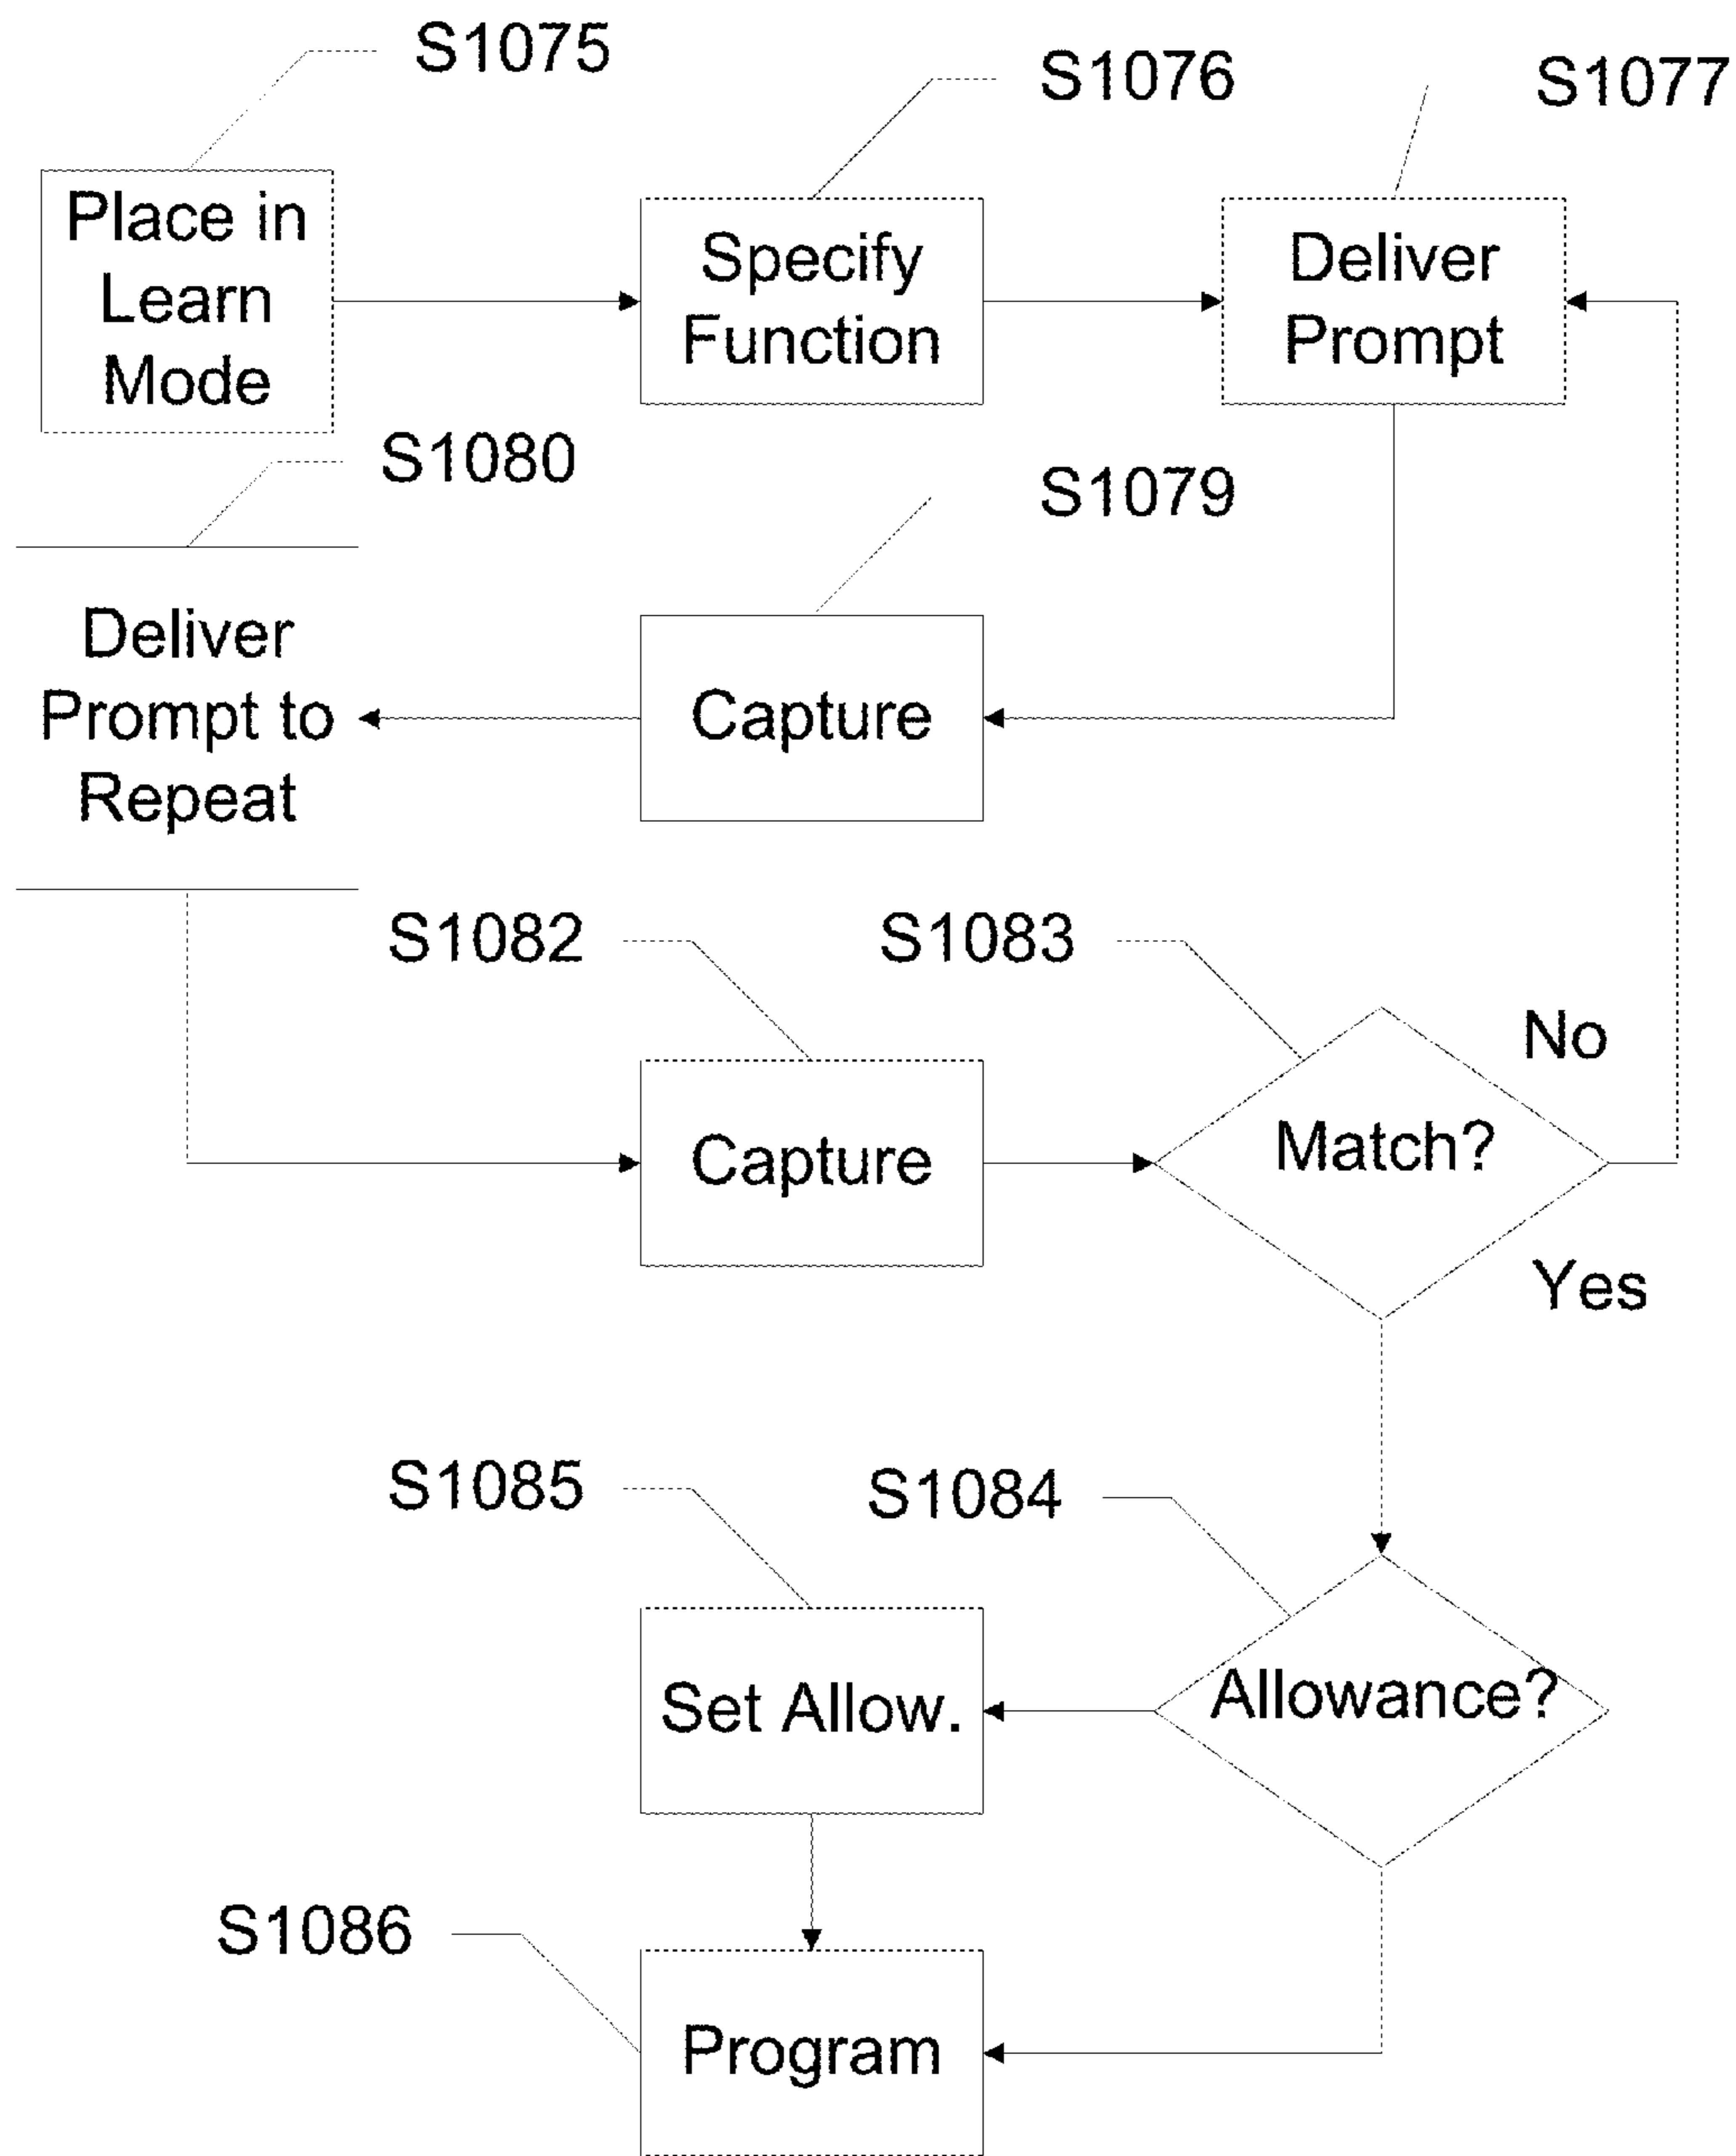 S1075
S1076
S1077
Place in
Learn
Mode
Specify
Function
Deliver
Prompt
S1080
S1079
Deliver
Prompt to
Repeat
Capture
S1082
S1083
No
Capture
Match?
Yes
S1085
S1084
Set Allow.
Allowance?
S1086
Program